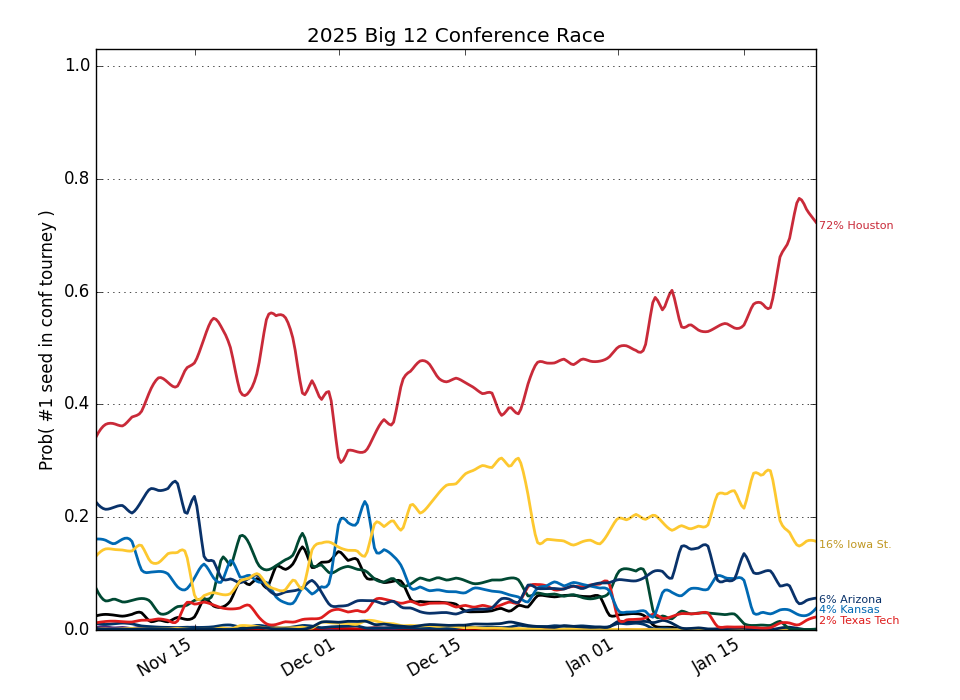 2025 Big 12 Conference Race
Prob( #1 seed in conf tourney )
1.0
0.8
0.6
0.4
0.2
0.0
Nov 15
Dec 01
Dec 15
Jan 01
Jan 15
72% Houston
16% Iowa St.
6% Arizona
4% Kansas
2% Texas Tech